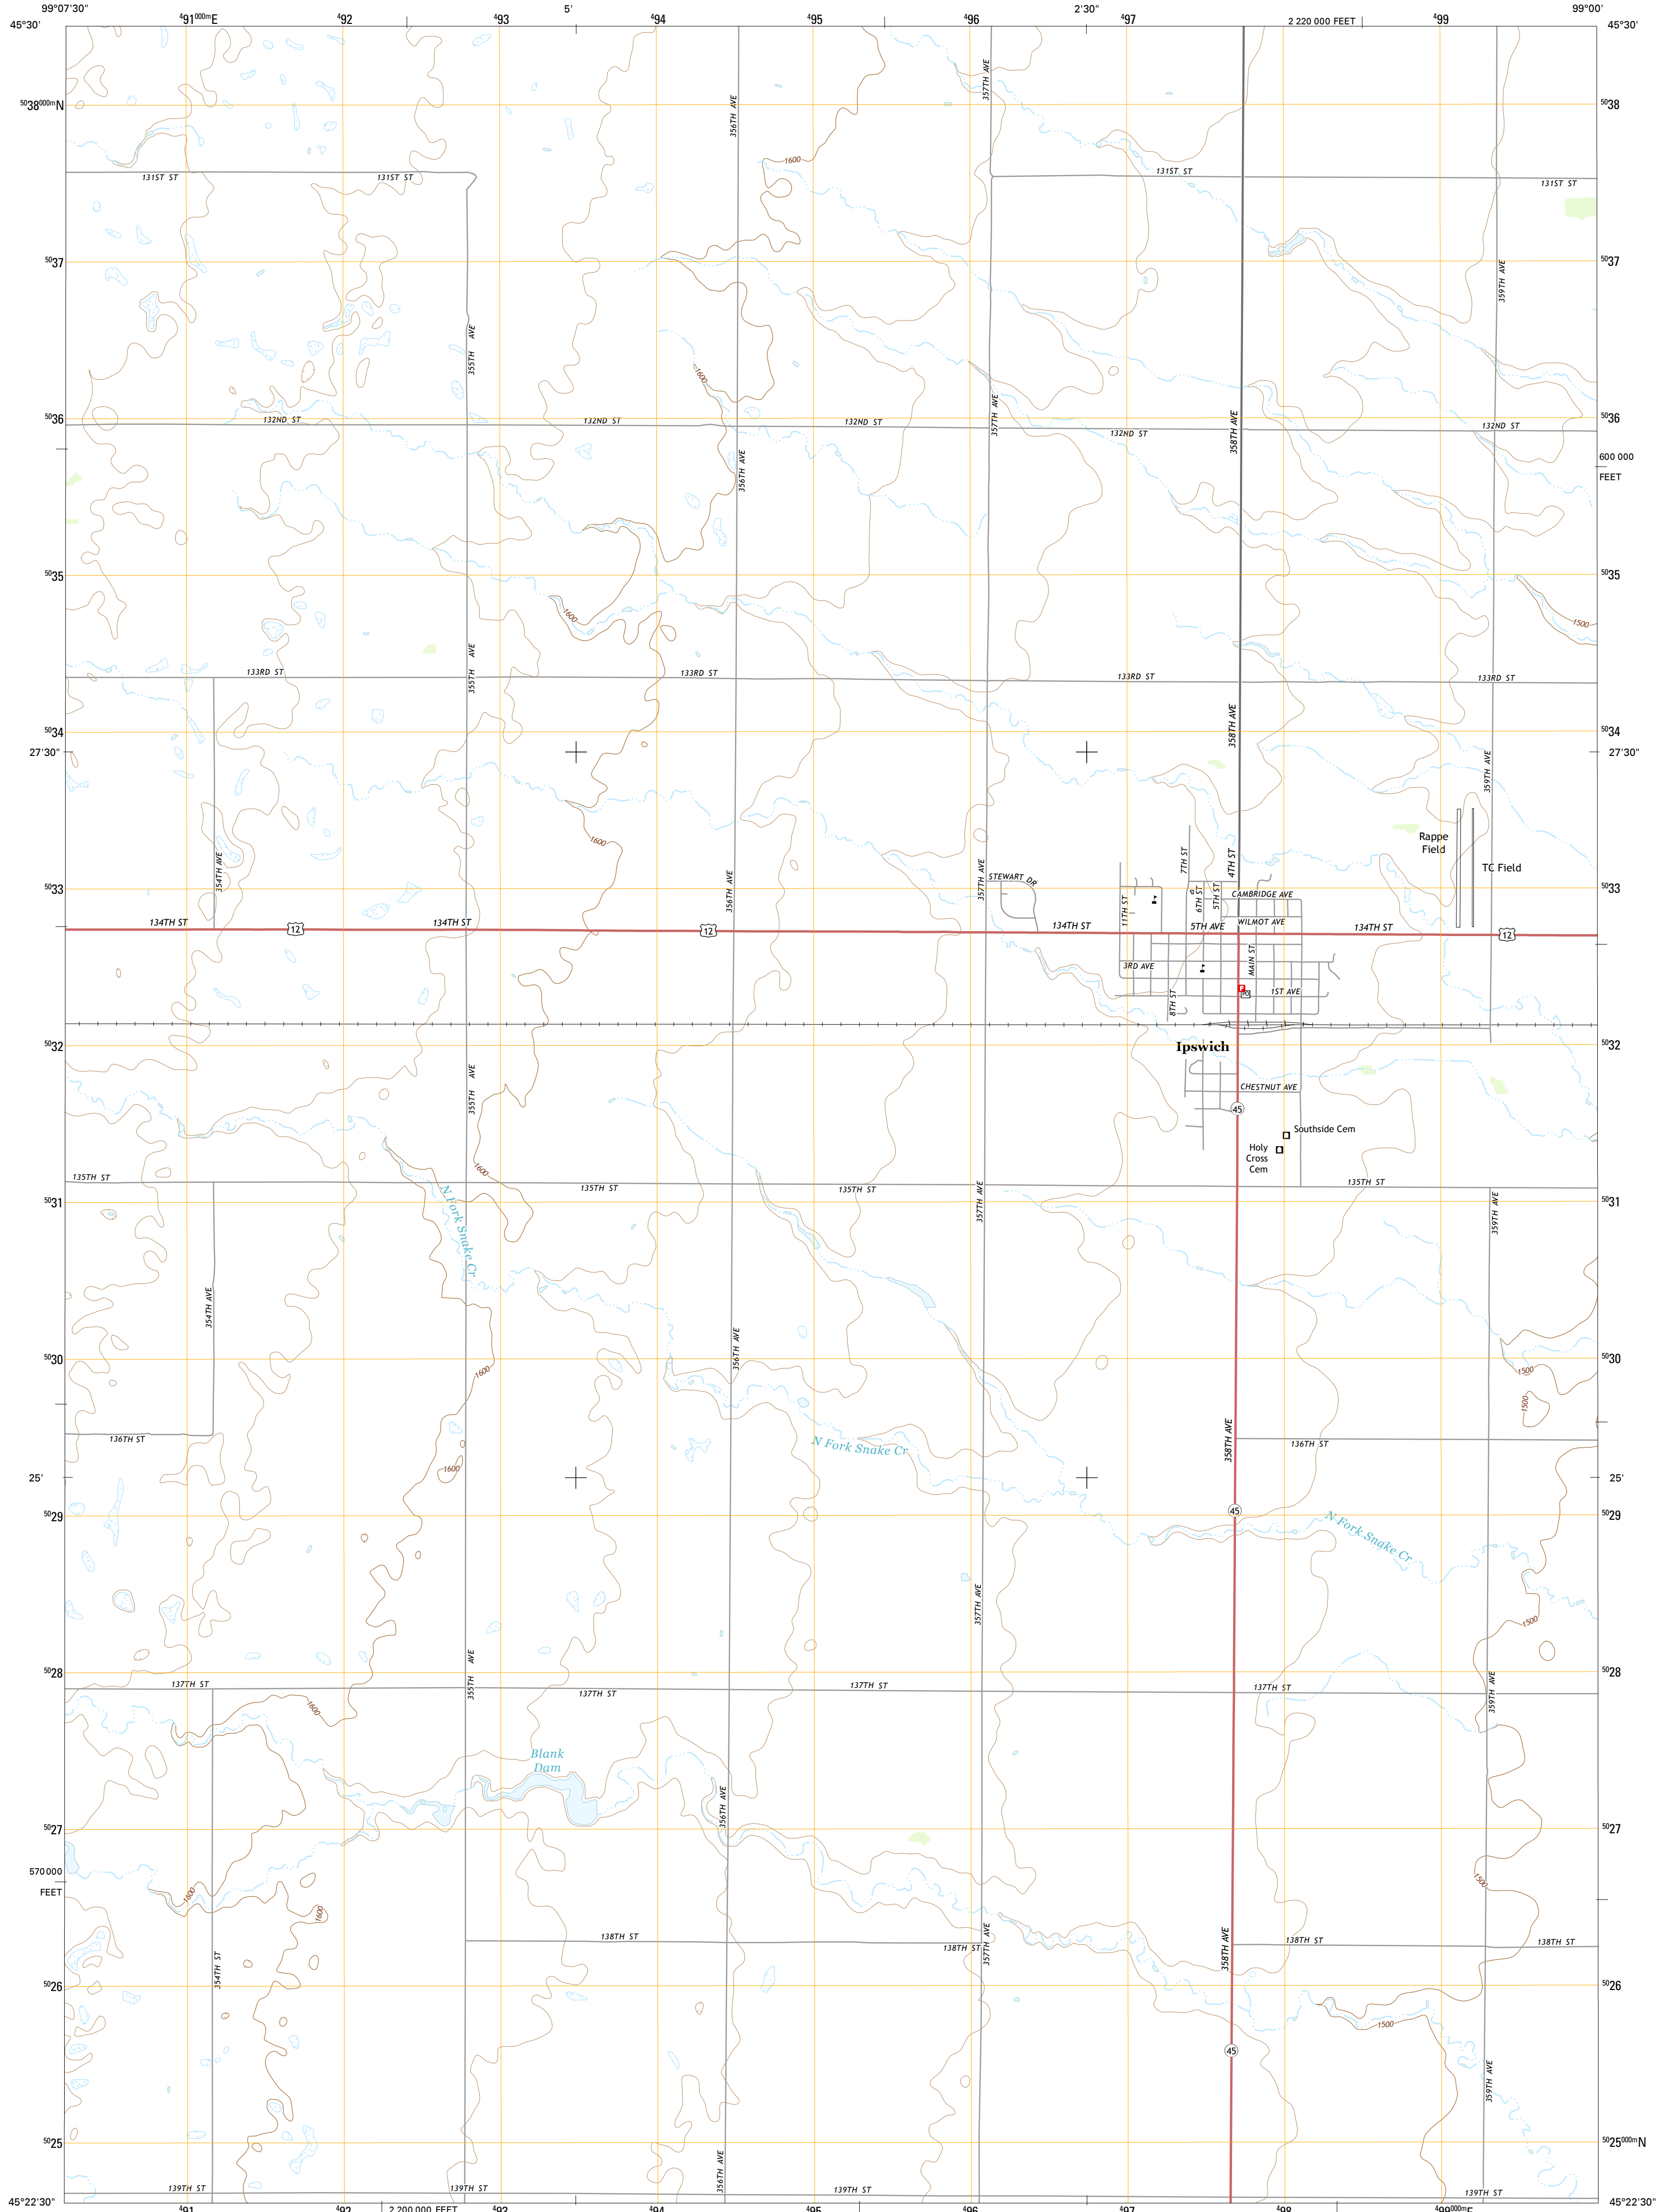 99°07'30"
⁴91⁰⁰⁰ᵐE
⁴92
⁴93
5'
⁴94
⁴95
⁴96
2'30"
⁴97
2 220 000 FEET
⁴99
99°00'
45°30'
45°30'
⁵⁰38⁰⁰⁰ᵐN
⁵⁰38
357TH AVE
356TH AVE
1600
131ST ST
131ST ST
131ST ST
131ST ST
⁵⁰37
⁵⁰37
359TH AVE
355TH AVE
1600
⁵⁰36
⁵⁰36
132ND ST
132ND ST
132ND ST
357TH AVE
132ND ST
358TH AVE
132ND ST
600 000
FEET
356TH AVE
⁵⁰35
⁵⁰35
1600
1500
133RD ST
355TH AVE
133RD ST
133RD ST
133RD ST
⁵⁰34
⁵⁰34
358TH AVE
27'30"
27'30"
359TH AVE
Rappe
Field
TC Field
1600
354TH AVE
356TH AVE
357TH AVE
STEWART DR
7TH ST
4TH ST
6TH ST
5TH ST
11TH ST
CAMBRIDGE AVE
WILMOT AVE
⁵⁰33
⁵⁰33
134TH ST
12
134TH ST
12
134TH ST
5TH AVE
134TH ST
12
3RD AVE
MAIN ST
8TH ST
F
PO
1ST AVE
⁵⁰32
⁵⁰32
Ipswich
355TH AVE
CHESTNUT AVE
45
Southside Cem
Holy
Cross
Cem
1600
135TH ST
135TH ST
135TH ST
135TH ST
⁵⁰31
⁵⁰31
N Fork Snake Cr
357TH AVE
359TH AVE
354TH AVE
356TH AVE
⁵⁰30
⁵⁰30
1600
1500
1500
136TH ST
358TH AVE
136TH ST
N Fork Snake Cr
1600
25'
25'
45
N Fork Snake Cr
⁵⁰29
⁵⁰29
357TH AVE
1500
355TH AVE
359TH AVE
⁵⁰28
⁵⁰28
137TH ST
137TH ST
137TH ST
137TH ST
1600
Blank
Dam
356TH AVE
⁵⁰27
⁵⁰27
570 000
FEET
1600
1600
1500
138TH ST
138TH ST
357TH AVE
358TH AVE
138TH ST
138TH ST
354TH ST
⁵⁰26
⁵⁰26
1500
45
359TH AVE
⁵⁰25
⁵⁰25⁰⁰⁰ᵐN
356TH AVE
139TH ST
139TH ST
139TH ST
139TH ST
45°22'30"
45°22'30"
⁴91
⁴92
2 200 000 FEET
⁴93
⁴94
⁴95
⁴96
⁴97
⁴98
⁴99⁰⁰⁰ᵐE